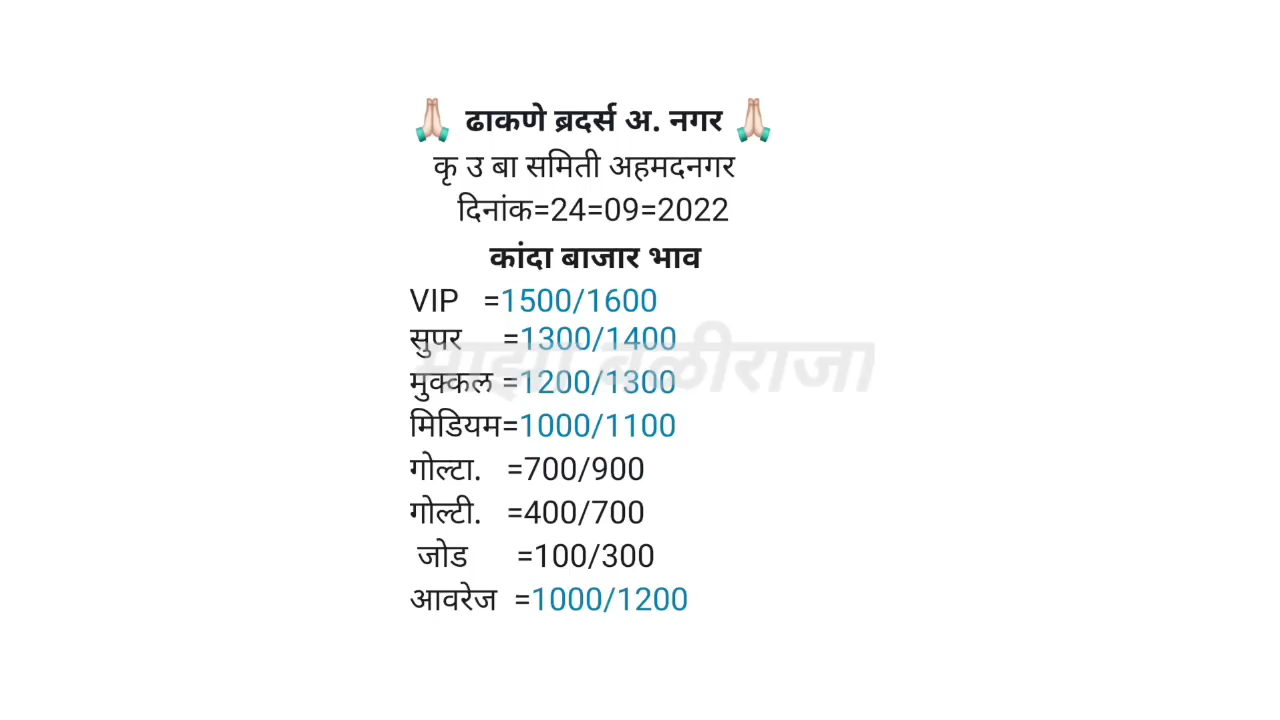 🙏🏻 ढाकणे ब्रदर्स अ. नगर 🙏🏻
कृ उ बा समिती अहमदनगर
दिनांक=24=09=2022
कांदा बाजार भाव
VIP =1500/1600
सुपर =1300/1400
माझा बळीराजा
मुक्कल =1200/1300
मिडियम=1000/1100
गोल्टा. =700/900
गोल्टी. =400/700
जोड =100/300
आवरेज =1000/1200